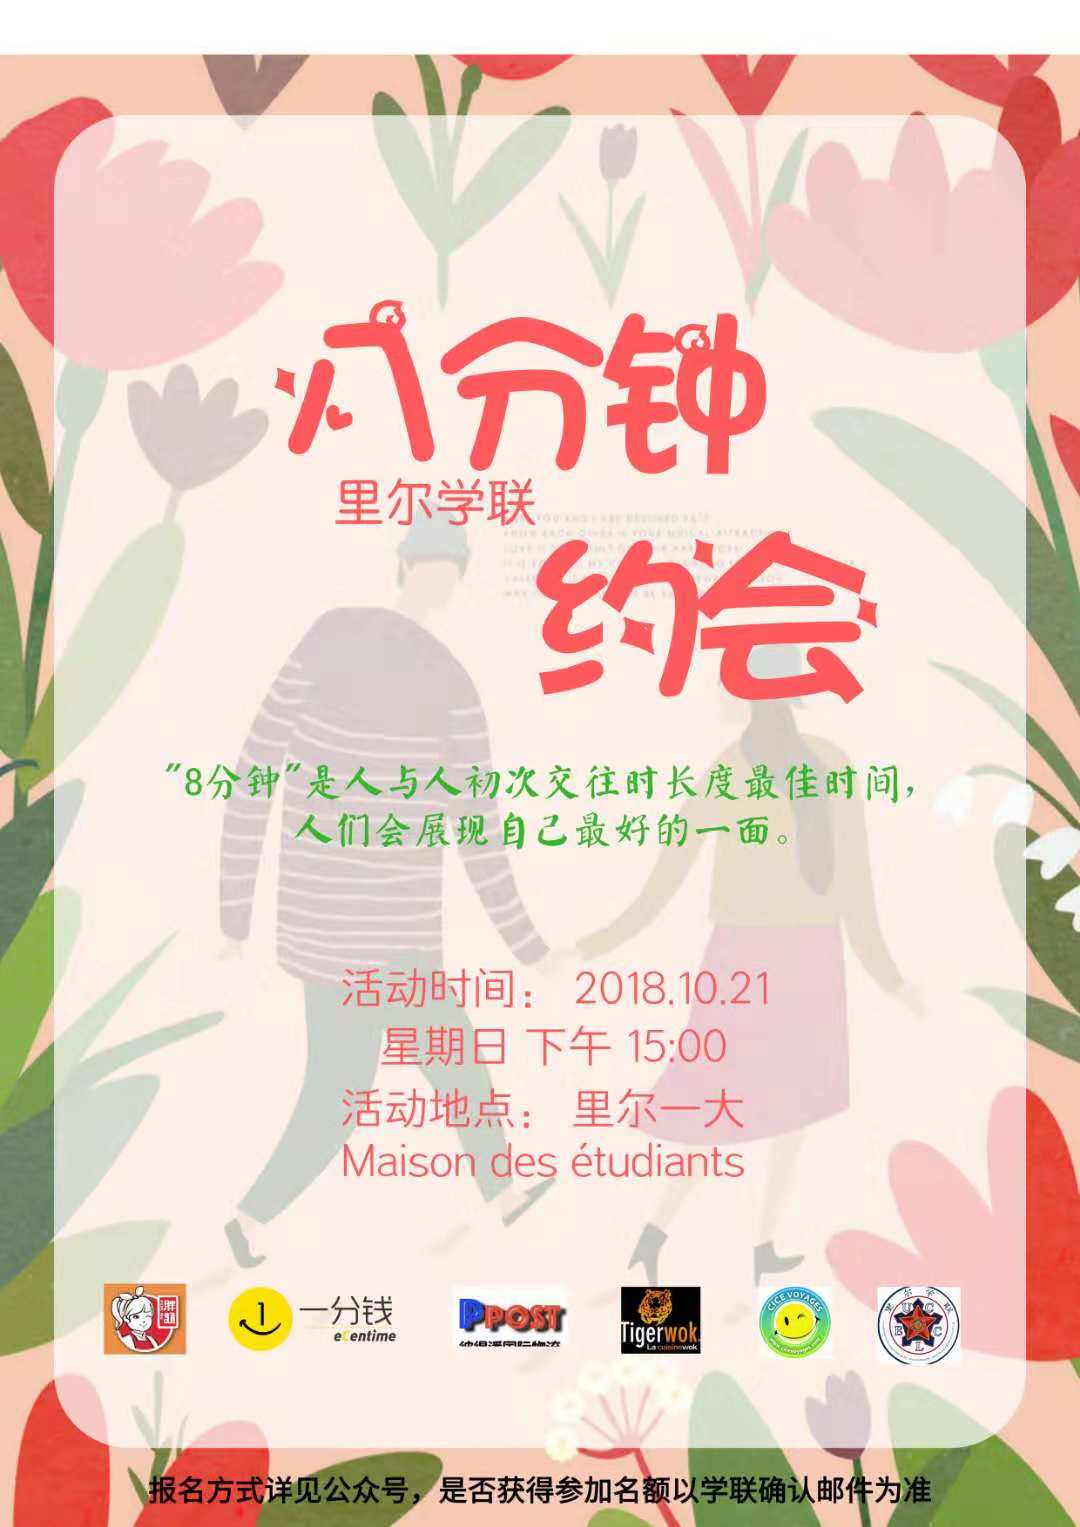 八分钟
里尔学联
约会
"8分钟"是人与人初次交往时长度最佳时间，
人们会展现自己最好的一面。
活动时间： 2018.10.21
星期日 下午 15:00
活动地点： 里尔一大
Maison des étudiants
一分钱
eCentime
PPOST
Tigerwok
La cuisine wok
CICE VOYAGES
里尔学联
UCECL
报名方式详见公众号，是否获得参加名额以学联确认邮件为准